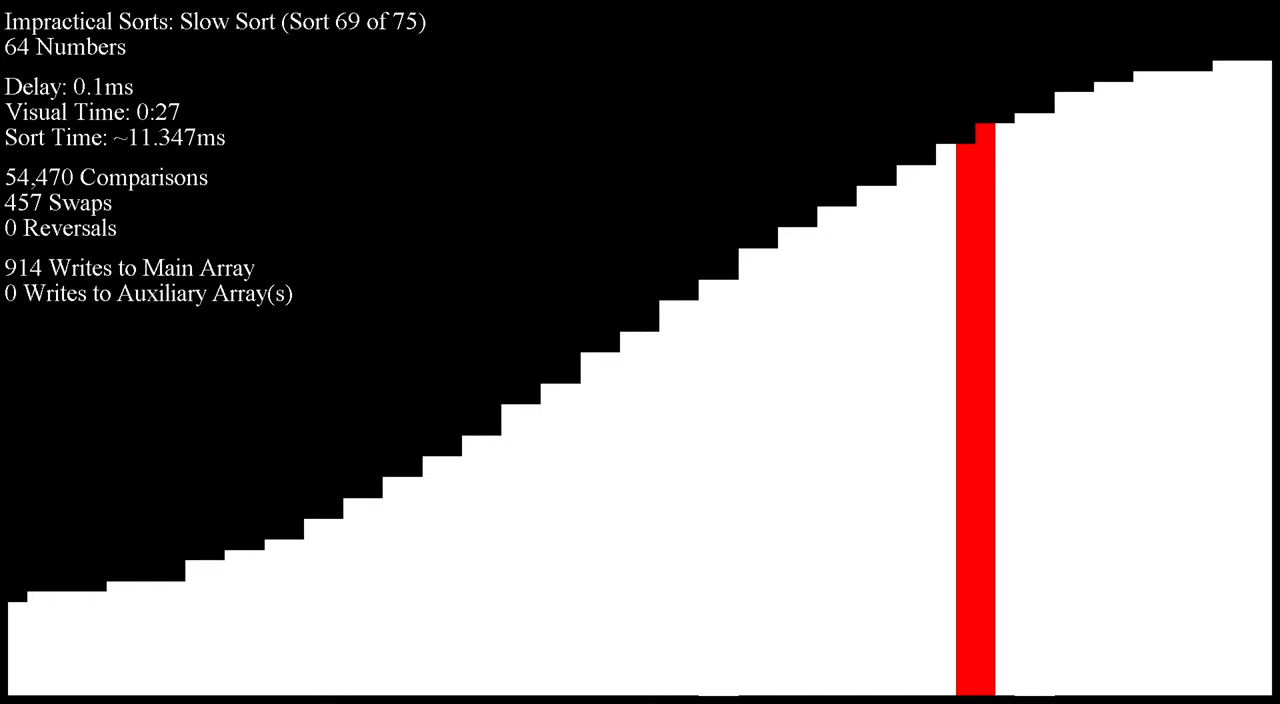 Impractical Sorts: Slow Sort (Sort 69 of 75)
64 Numbers
Delay: 0.1ms
Visual Time: 0:27
Sort Time: ~11.347ms
54,470 Comparisons
457 Swaps
0 Reversals
914 Writes to Main Array
0 Writes to Auxiliary Array(s)